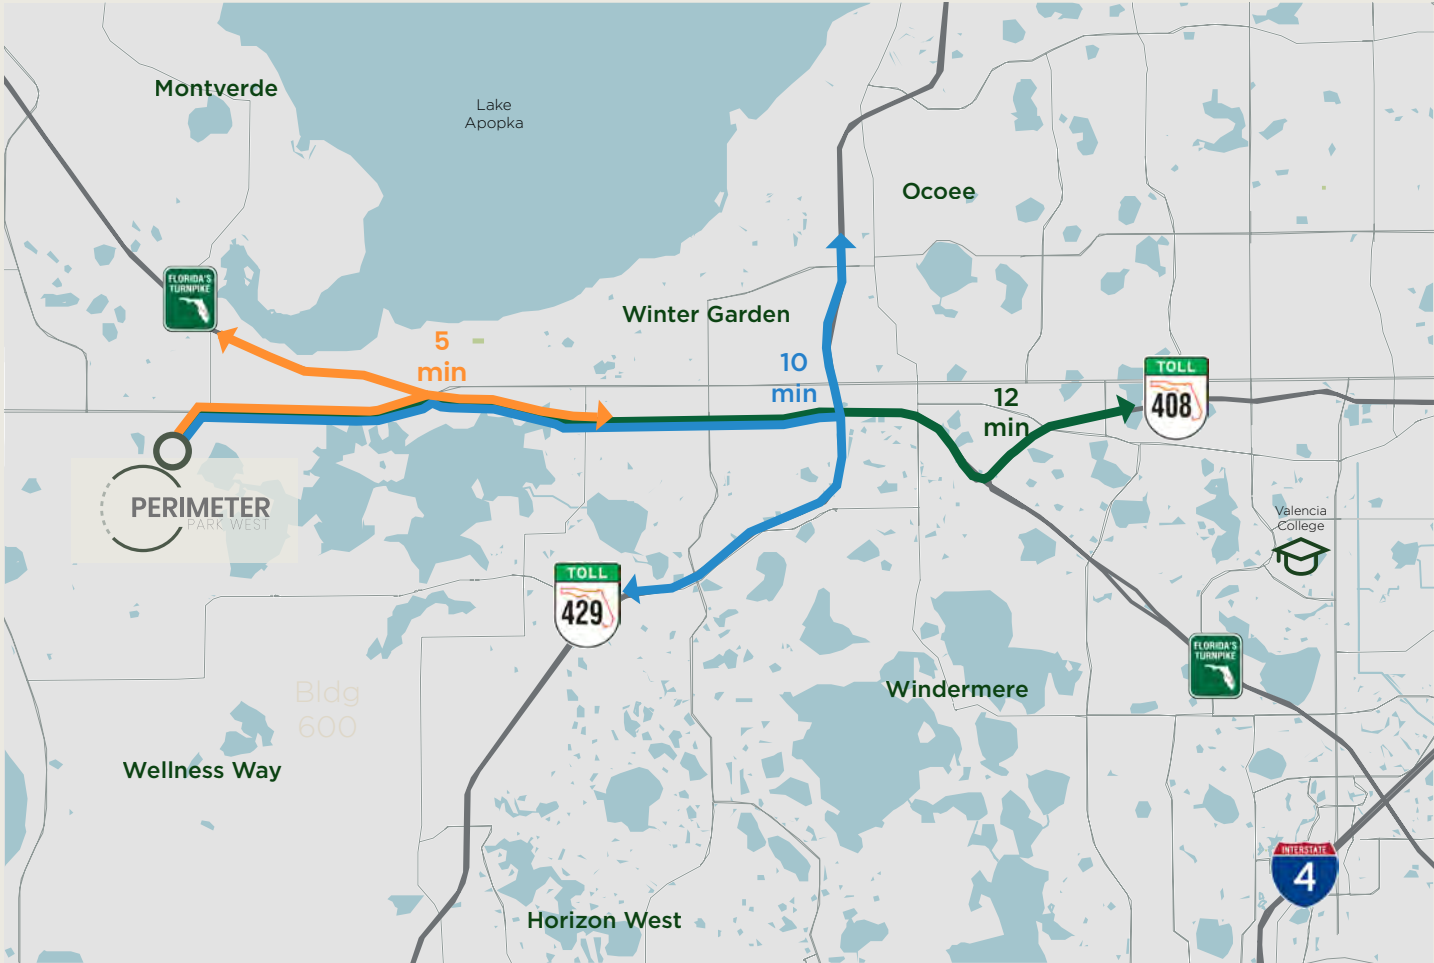 Montverde
Lake
Apopka
Ocoee
FLORIDA'S
TURNPIKE
Winter Garden
5
min
10
min
12
min
TOLL
408
PERIMETER
PARK WEST
Valencia
College
TOLL
429
FLORIDA'S
TURNPIKE
Bldg
600
Windermere
Wellness Way
INTERSTATE
4
Horizon West